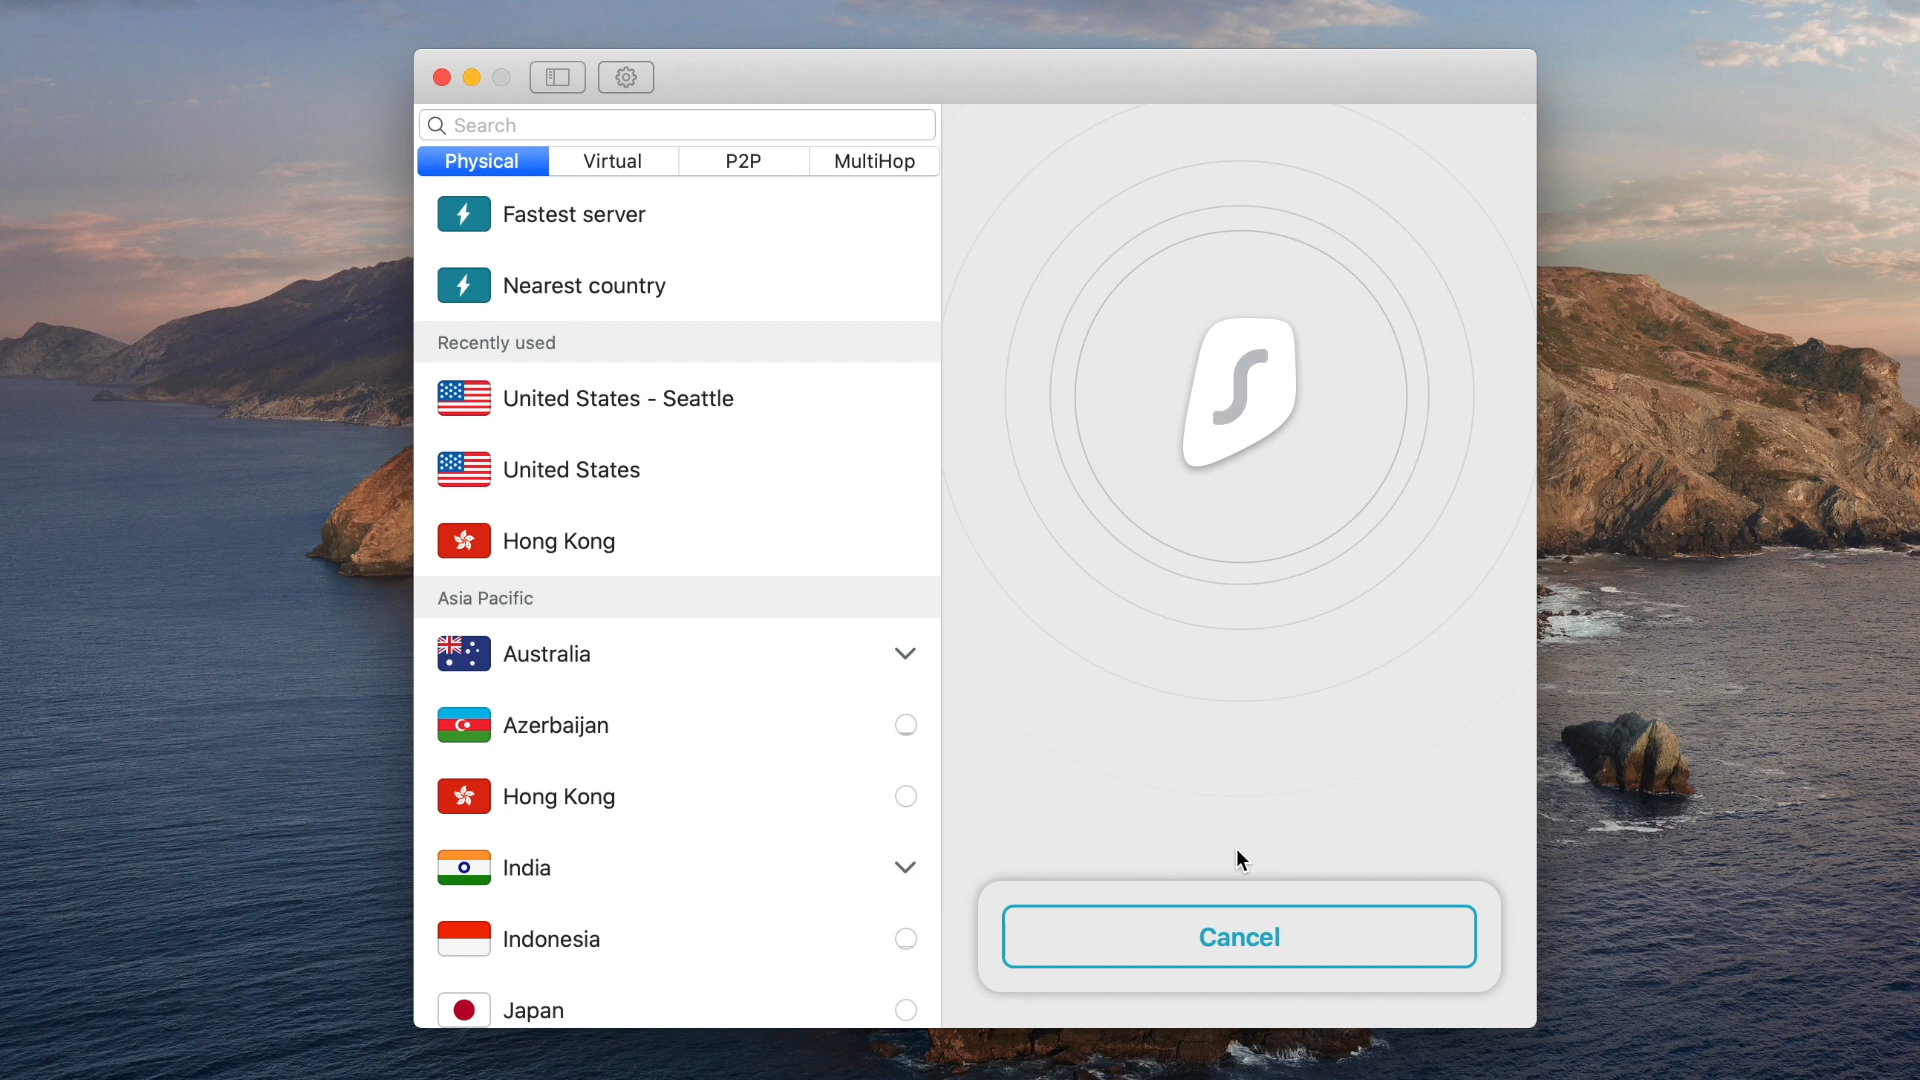 Search
Physical
Virtual
P2P
MultiHop
Fastest server
Nearest country
Recently used
United States - Seattle
United States
Hong Kong
Asia Pacific
Australia
Azerbaijan
Hong Kong
India
Indonesia
Japan
Cancel